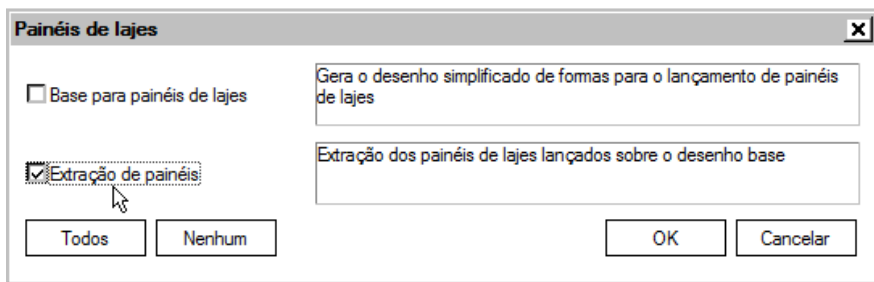 Painéis de lajes
Base para painéis de lajes
Gera o desenho simplificado de formas para o lançamento de painéis
de lajes
Extração de painéis
Extração dos painéis de lajes lançados sobre o desenho base
Todos
Nenhum
OK
Cancelar